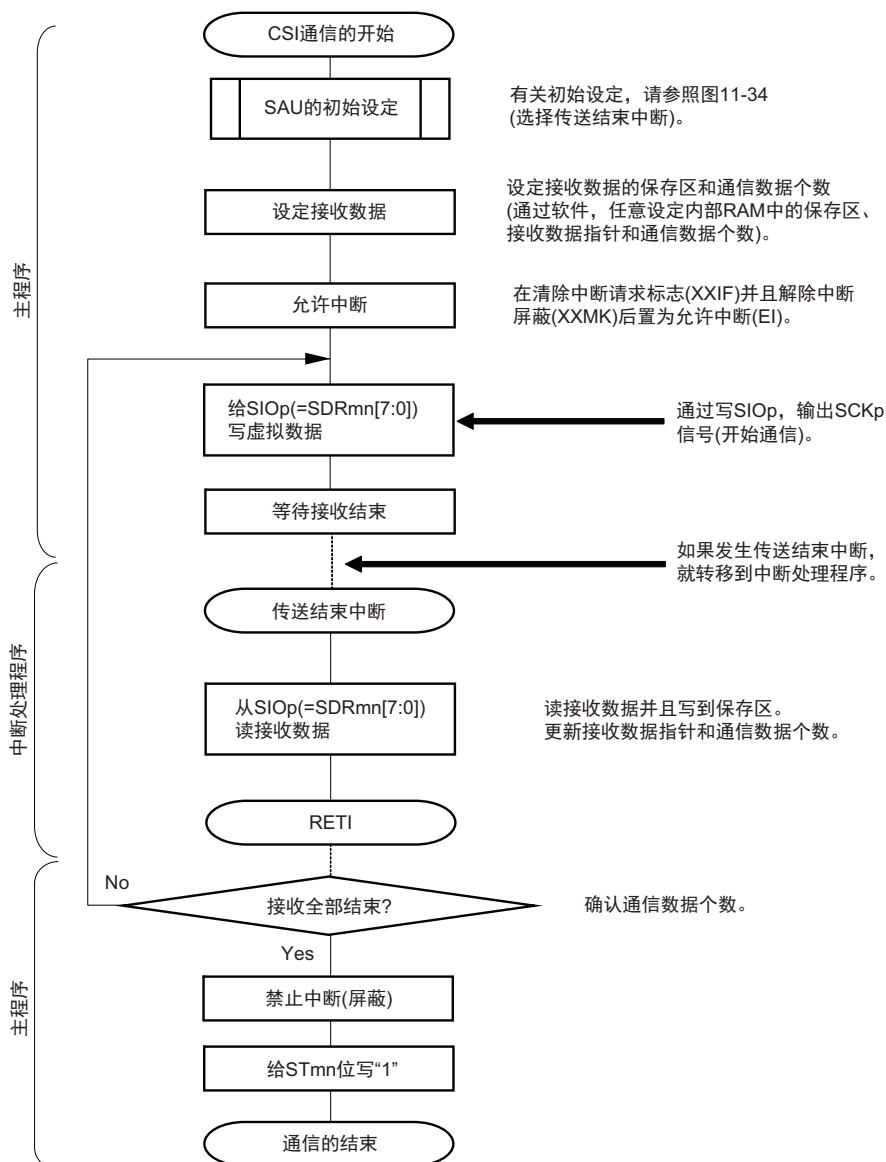 CSI通信的开始
SAU的初始设定
有关初始设定，请参照图11-34
(选择传送结束中断)。
设定接收数据
设定接收数据的保存区和通信数据个数
(通过软件，任意设定内部RAM中的保存区、
接收数据指针和通信数据个数)。
主程序
允许中断
在清除中断请求标志(XXIF)并且解除中断
屏蔽(XXMK)后置为允许中断(EI)。
给SIOp(=SDRmn[7:0])
写虚拟数据
通过写SIOp，输出SCKp
信号(开始通信)。
等待接收结束
如果发生传送结束中断，
就转移到中断处理程序。
传送结束中断
中断处理程序
从SIOp(=SDRmn[7:0])
读接收数据
读接收数据并且写到保存区。
更新接收数据指针和通信数据个数。
RETI
No
接收全部结束?
确认通信数据个数。
Yes
主程序
禁止中断(屏蔽)
给STmn位写“1”
通信的结束